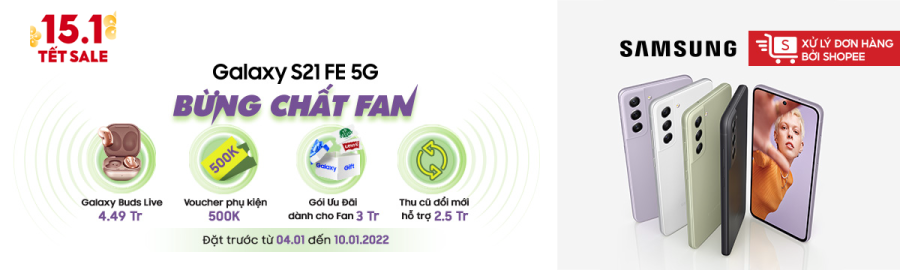 15.1
TẾT SALE
Galaxy S21 FE 5G
BỪNG CHẤT FAN
500K
Galaxy
Gift
Galaxy Buds Live
4.49 Tr
Voucher phụ kiện
500K
Gói Ưu Đãi
dành cho Fan 3 Tr
Thu cũ đổi mới
hỗ trợ 2.5 Tr
Đặt trước từ 04.01 đến 10.01.2022
SAMSUNG
S
XỬ LÝ ĐƠN HÀNG
BỞI SHOPEE